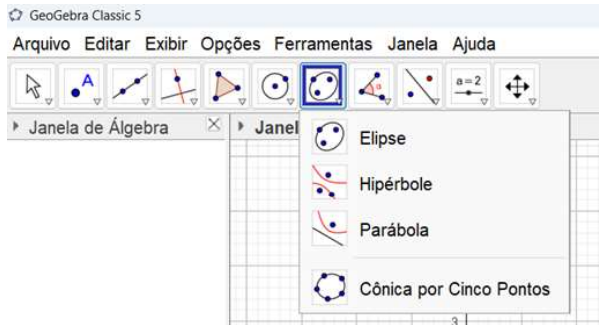 GeoGebra Classic 5
Arquivo Editar Exibir Opções Ferramentas Janela Ajuda
A
α
a=2
Janela de Álgebra
Janel
Elipse
Hipérbole
Parábola
Cônica por Cinco Pontos
3